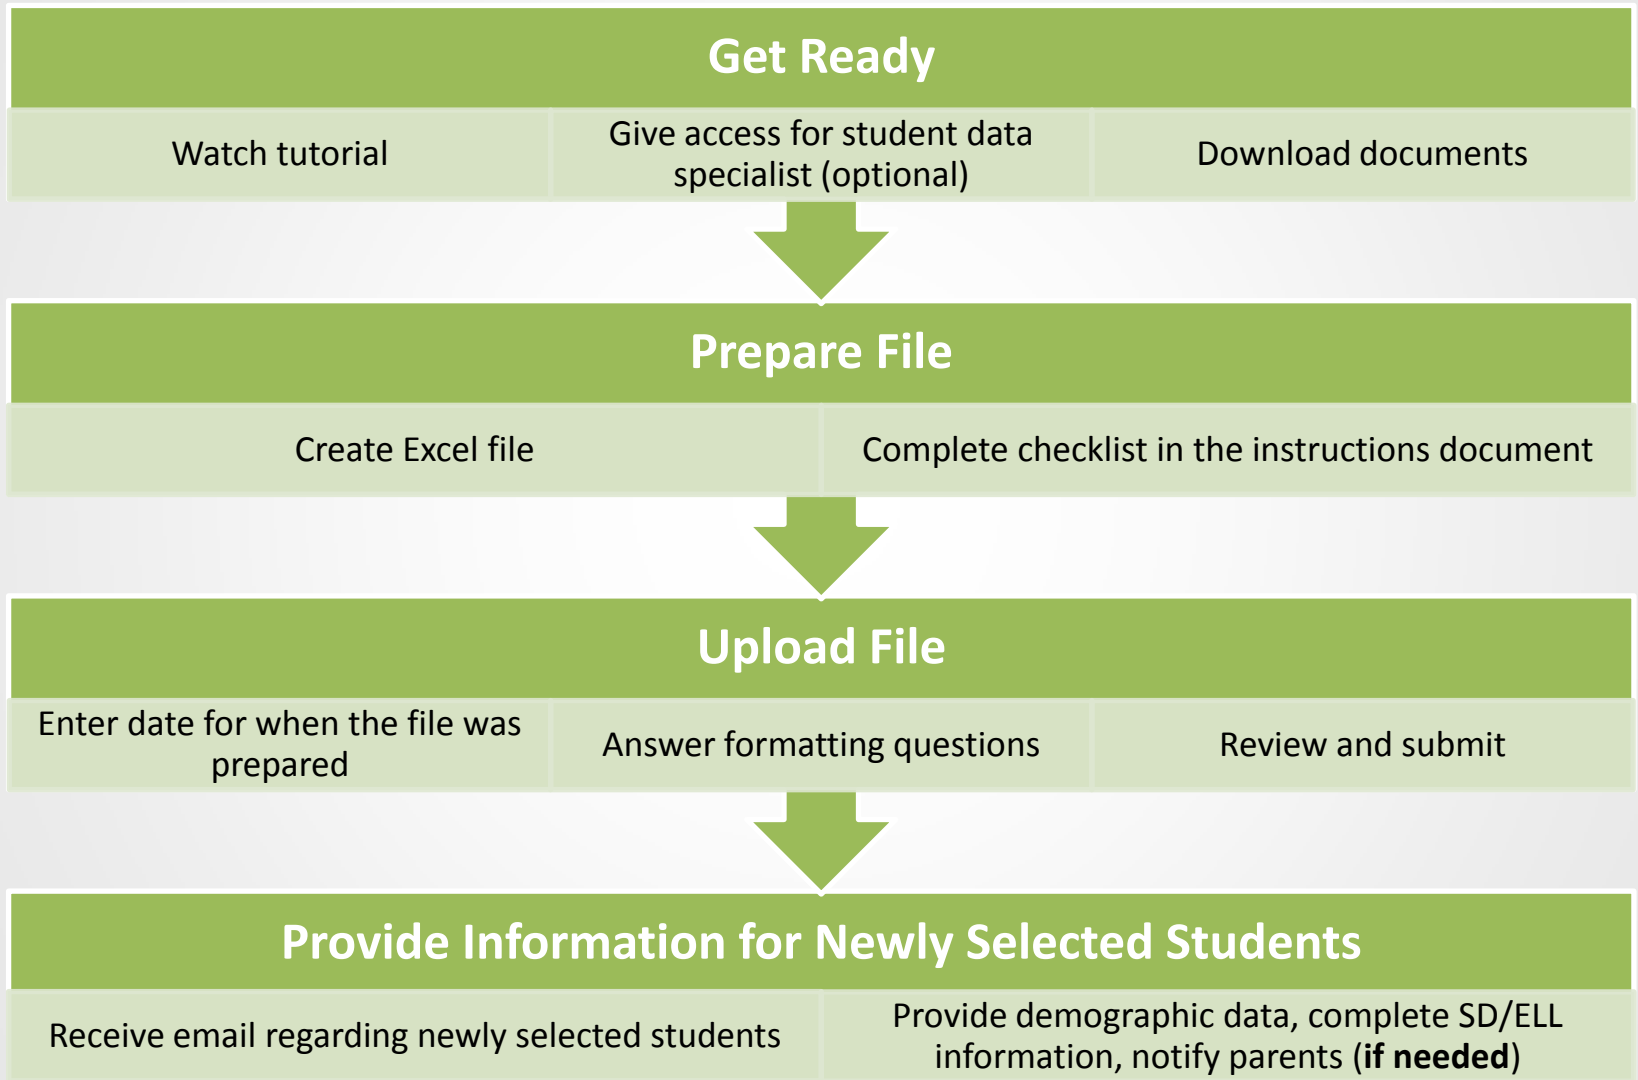 Get Ready
Watch tutorial
Give access for student data
specialist (optional)
Download documents
Prepare File
Create Excel file
Complete checklist in the instructions document
Upload File
Enter date for when the file was
prepared
Answer formatting questions
Review and submit
Provide Information for Newly Selected Students
Receive email regarding newly selected students
Provide demographic data, complete SD/ELL
information, notify parents (if needed)